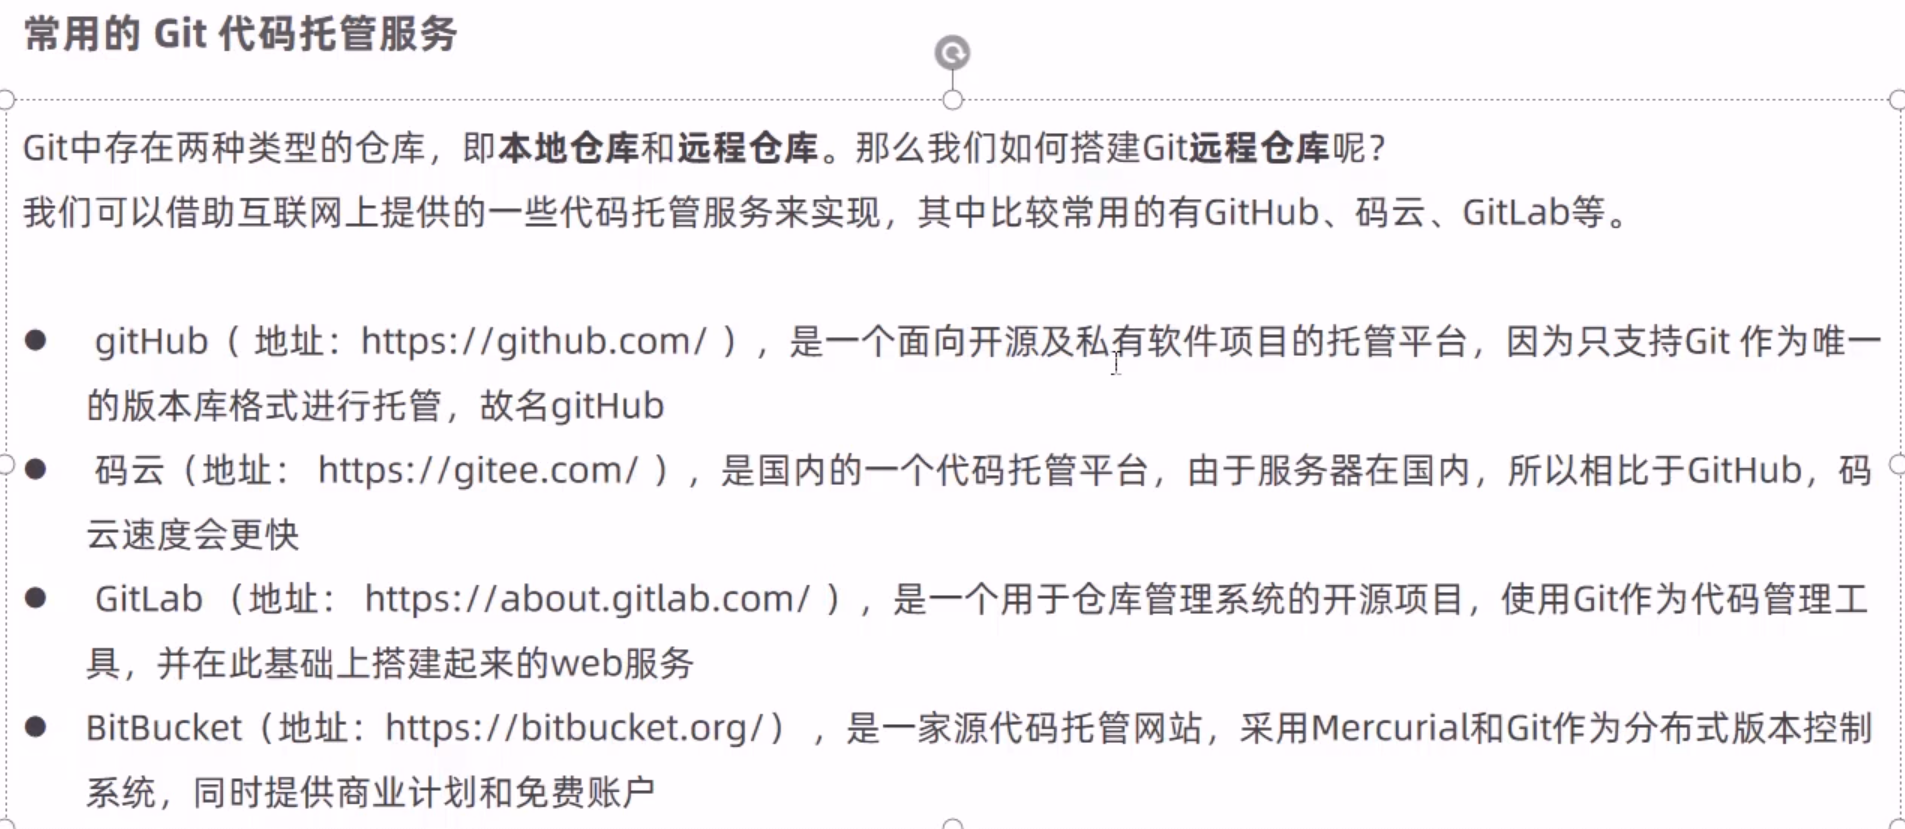 常用的 Git 代码托管服务
Git中存在两种类型的仓库，即本地仓库和远程仓库。那么我们如何搭建Git远程仓库呢？
我们可以借助互联网上提供的一些代码托管服务来实现，其中比较常用的有GitHub、码云、GitLab等。
● gitHub（ 地址：https://github.com/ ），是一个面向开源及私有软件项目的托管平台，因为只支持Git 作为唯一
的版本库格式进行托管，故名gitHub
● 码云（地址： https://gitee.com/ ），是国内的一个代码托管平台，由于服务器在国内，所以相比于GitHub，码
云速度会更快
● GitLab （地址： https://about.gitlab.com/ ），是一个用于仓库管理系统的开源项目，使用Git作为代码管理工
具，并在此基础上搭建起来的web服务
● BitBucket（地址：https://bitbucket.org/） ，是一家源代码托管网站，采用Mercurial和Git作为分布式版本控制
系统，同时提供商业计划和免费账户